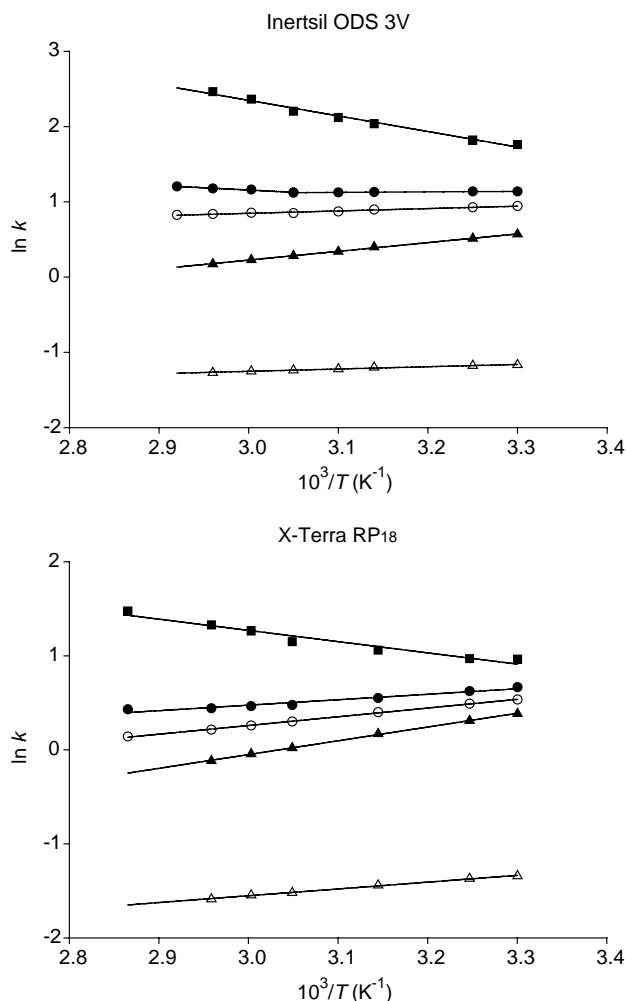 Inertsil ODS 3V
3
2
1
0
-1
-2
ln k
2.8 2.9 3.0 3.1 3.2 3.3 3.4
10³/T (K⁻¹)
X-Terra RP₁₈
2
1
0
-1
-2
ln k
2.8 2.9 3.0 3.1 3.2 3.3 3.4
10³/T (K⁻¹)